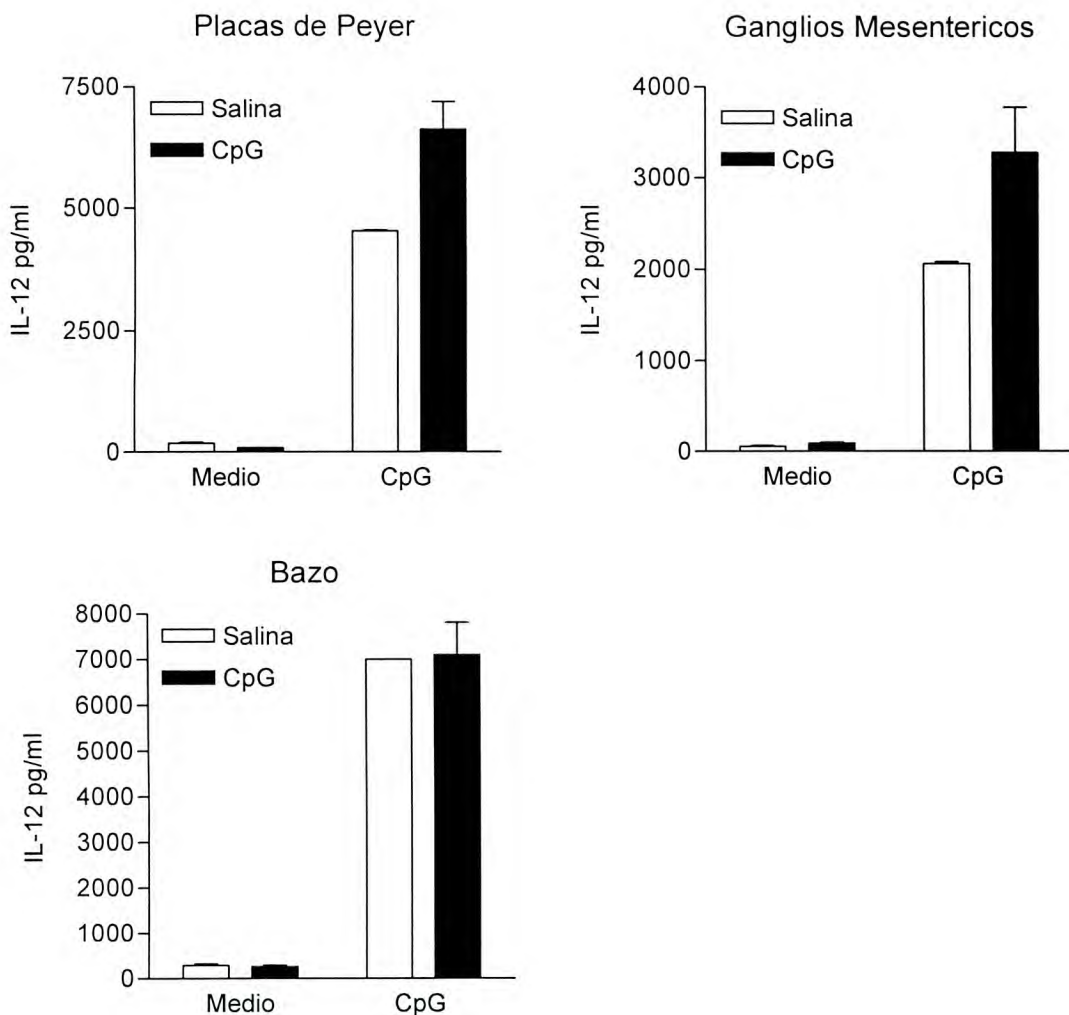 Placas de Peyer
7500
5000
2500
0
IL-12 pg/ml
Salina
CpG
Medio
CpG
Ganglios Mesentericos
4000
3000
2000
1000
0
IL-12 pg/ml
Salina
CpG
Medio
CpG
Bazo
8000
7000
6000
5000
4000
3000
2000
1000
0
IL-12 pg/ml
Salina
CpG
Medio
CpG